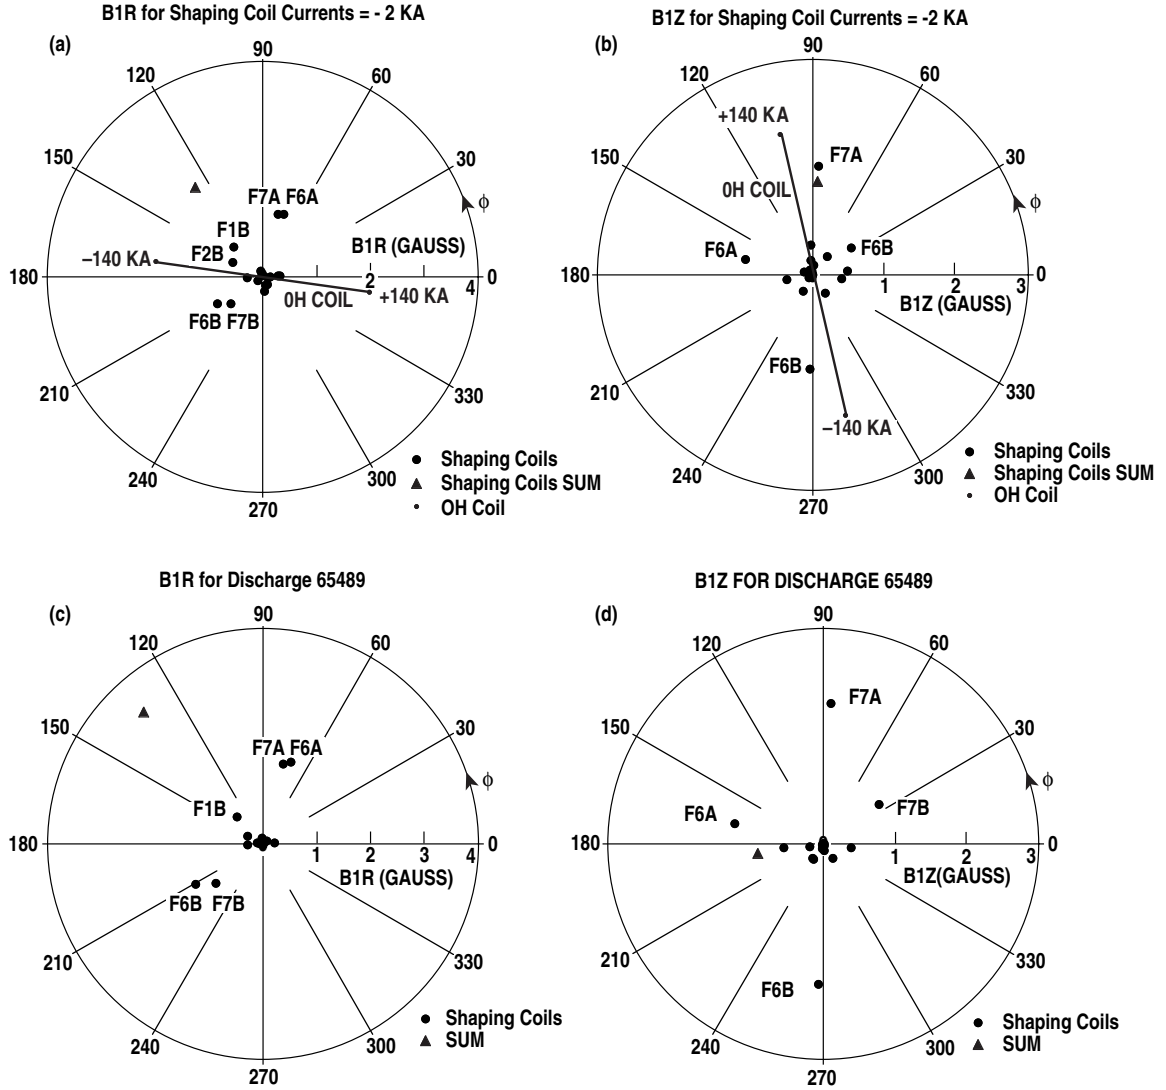 B1R for Shaping Coil Currents = - 2 KA
(a)
90
120
60
150
30
ϕ
F7A F6A
F1B
B1R (GAUSS)
F2B
–140 KA
180
2
4
0
0H COIL
+140 KA
F6B F7B
210
330
240
300
270
Shaping Coils
Shaping Coils SUM
OH Coil
B1Z for Shaping Coil Currents = -2 KA
(b)
90
120
60
+140 KA
150
F7A
30
0H COIL
ϕ
F6A
F6B
180
0
1
2
3
B1Z (GAUSS)
F6B
210
330
–140 KA
240
300
270
Shaping Coils
Shaping Coils SUM
OH Coil
B1R for Discharge 65489
(c)
90
120
60
150
30
F7A F6A
ϕ
F1B
180
0
1
2
3
4
B1R (GAUSS)
F6B F7B
210
330
240
300
270
Shaping Coils
SUM
B1Z FOR DISCHARGE 65489
(d)
90
120
60
F7A
150
30
ϕ
F6A
F7B
180
0
1
2
3
B1Z(GAUSS)
F6B
210
330
240
300
270
Shaping Coils
SUM